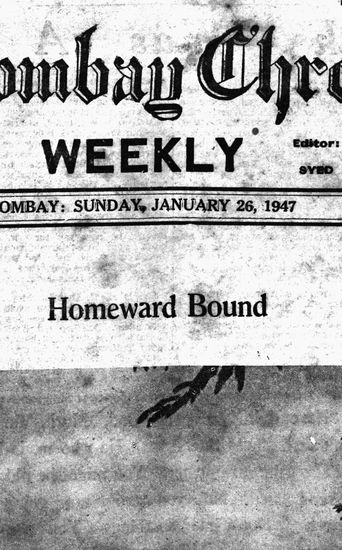 ombay Chro
WEEKLY
Editor:
SYED
OMBAY: SUNDAY, JANUARY 26, 1947
Homeward Bound